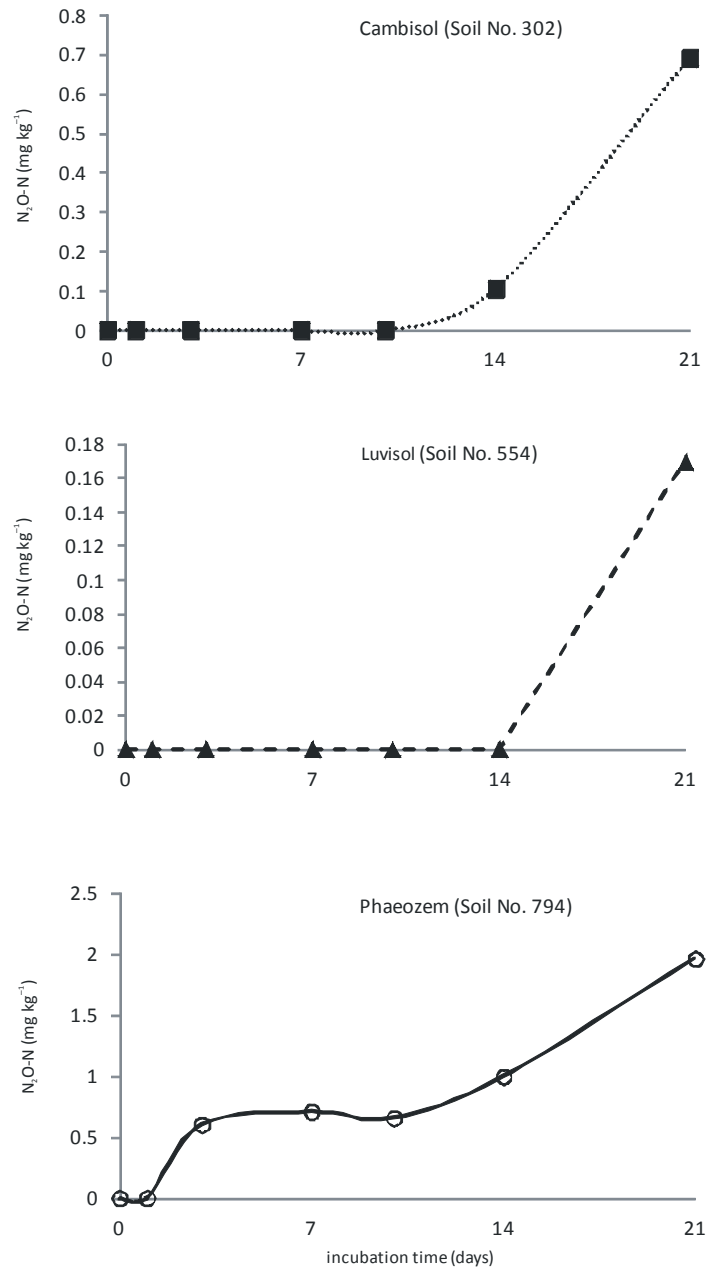 Cambisol (Soil No. 302)
N₂O-N (mg kg⁻¹)
0.8
0.7
0.6
0.5
0.4
0.3
0.2
0.1
0
0 7 14 21
Luvisol (Soil No. 554)
N₂O-N (mg kg⁻¹)
0.18
0.16
0.14
0.12
0.1
0.08
0.06
0.04
0.02
0
0 7 14 21
Phaeozem (Soil No. 794)
N₂O-N (mg kg⁻¹)
2.5
2
1.5
1
0.5
0
0 7 14 21
incubation time (days)